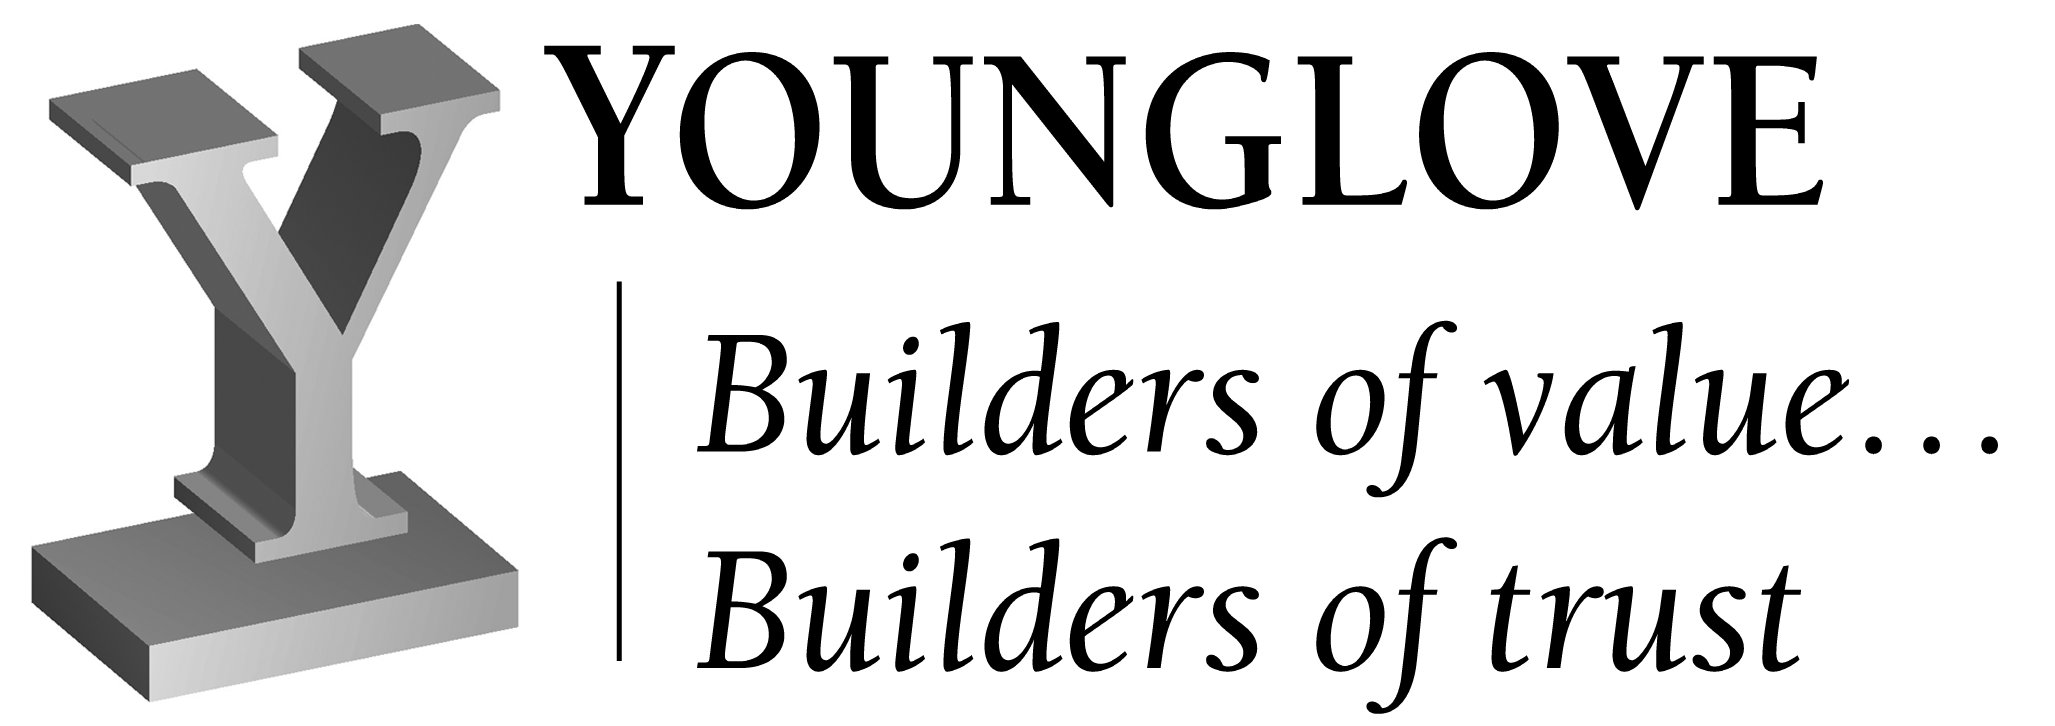 Y
YOUNGLOVE
Builders of value...
Builders of trust